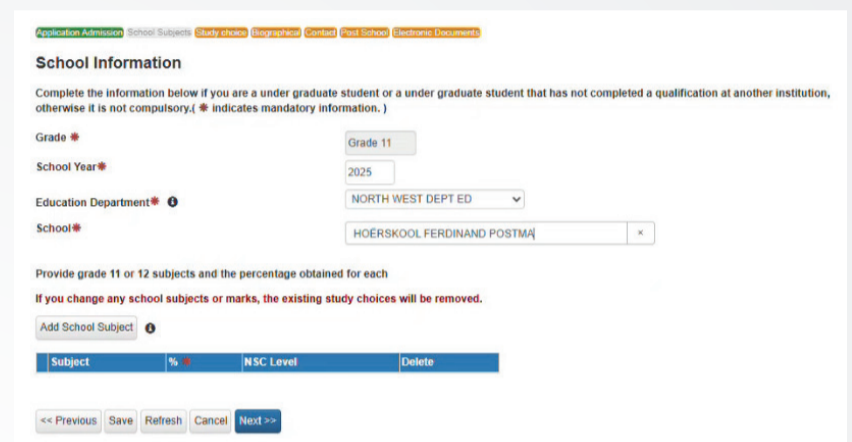 Application Admission School Subjects Study choice Biographical Contact Post School Electronic Documents
School Information
Complete the information below if you are a under graduate student or a under graduate student that has not completed a qualification at another institution,
otherwise it is not compulsory.( * indicates mandatory information. )
Grade *
Grade 11
School Year*
2025
Education Department*
NORTH WEST DEPT ED
School*
HOËRSKOOL FERDINAND POSTMA
×
Provide grade 11 or 12 subjects and the percentage obtained for each
If you change any school subjects or marks, the existing study choices will be removed.
Add School Subject
Subject % * NSC Level Delete
<< Previous Save Refresh Cancel Next >>